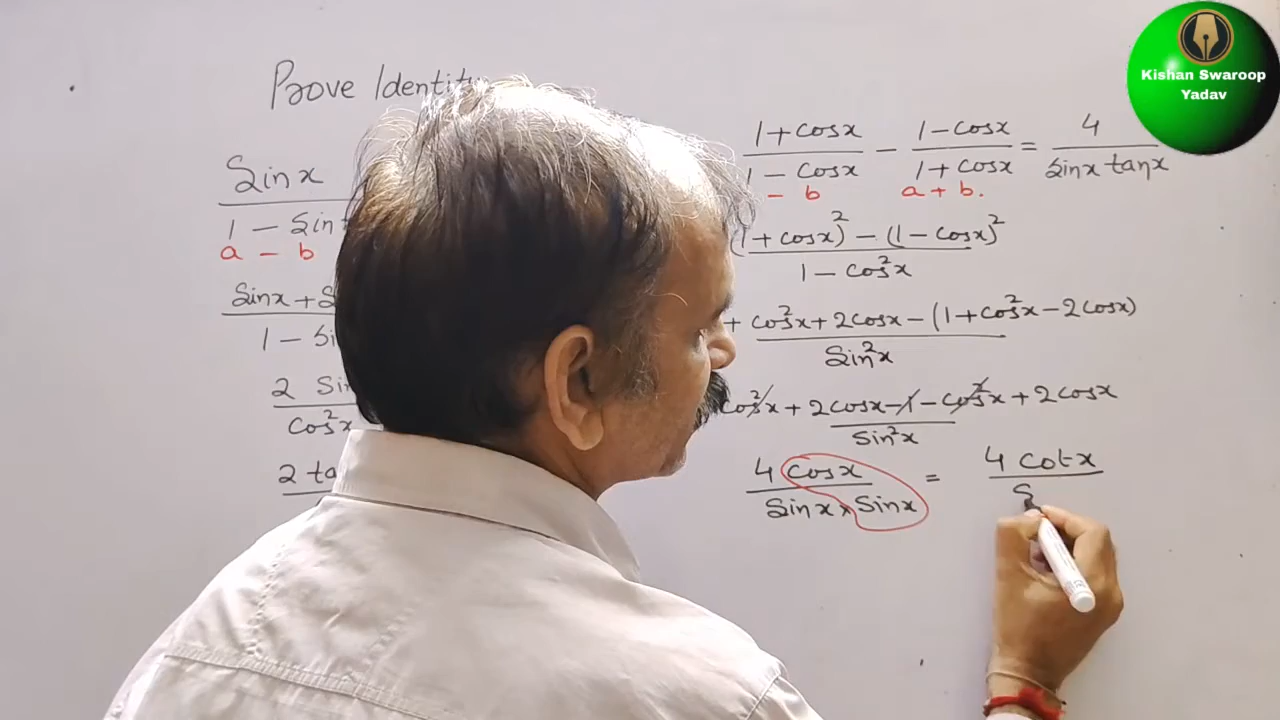 Kishan Swaroop
Yadav
Prove Identity
Sinx
1 - Sin
a - b
Sinx + S
1 - Si
2 Sin
Cos²x
2 ta
1+cosx / 1 - cosx - 1-cosx / 1+cosx = 4 / sinx tanx
- b a + b.
(1+cosx)² - (1-cosx)²
1 - cos²x
+ cos²x + 2cosx - (1+cos²x - 2cosx)
Sin²x
cos²x + 2cosx - 1 - cos²x + 2cosx
Sin²x
4 cosx / Sinx × Sinx = 4 cotx / S